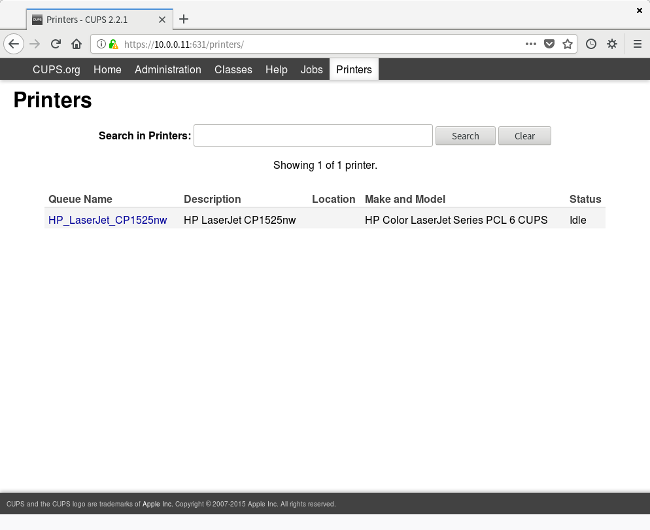 Printers - CUPS 2.2.1
https://10.0.0.11:631/printers/
CUPS.org Home Administration Classes Help Jobs Printers
Printers
Search in Printers: Search Clear
Showing 1 of 1 printer.
Queue Name Description Location Make and Model Status
HP_LaserJet_CP1525nw HP LaserJet CP1525nw HP Color LaserJet Series PCL 6 CUPS Idle
CUPS and the CUPS logo are trademarks of Apple Inc. Copyright © 2007-2015 Apple Inc. All rights reserved.